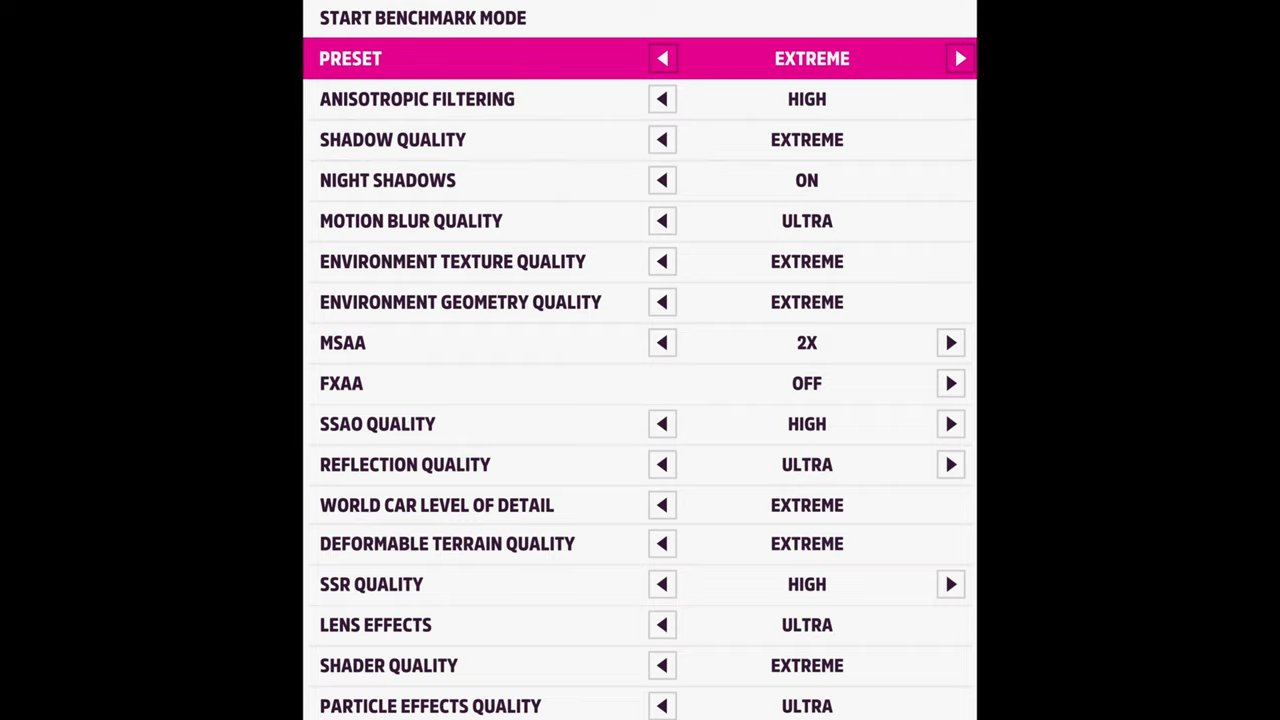 START BENCHMARK MODE
PRESET EXTREME
ANISOTROPIC FILTERING HIGH
SHADOW QUALITY EXTREME
NIGHT SHADOWS ON
MOTION BLUR QUALITY ULTRA
ENVIRONMENT TEXTURE QUALITY EXTREME
ENVIRONMENT GEOMETRY QUALITY EXTREME
MSAA 2X
FXAA OFF
SSAO QUALITY HIGH
REFLECTION QUALITY ULTRA
WORLD CAR LEVEL OF DETAIL EXTREME
DEFORMABLE TERRAIN QUALITY EXTREME
SSR QUALITY HIGH
LENS EFFECTS ULTRA
SHADER QUALITY EXTREME
PARTICLE EFFECTS QUALITY ULTRA